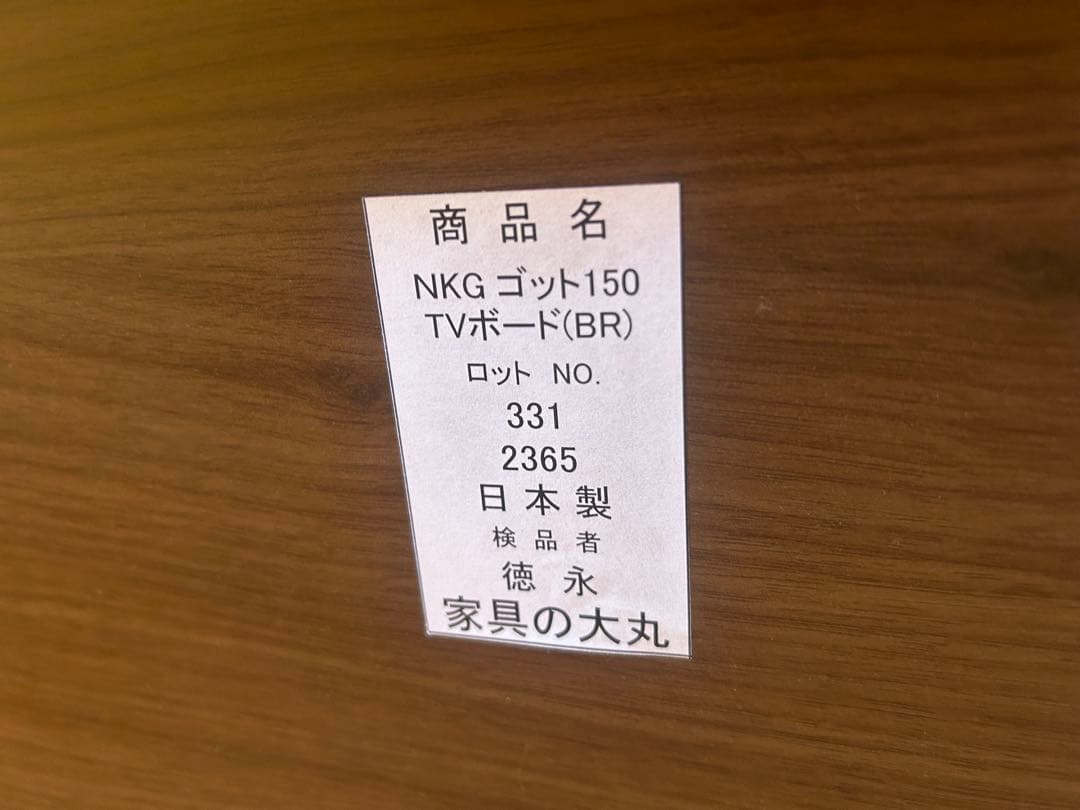 商品名
NKG ゴット150
TVボード(BR)
ロット NO.
331
2365
日本製
検品者
徳永
家具の大丸